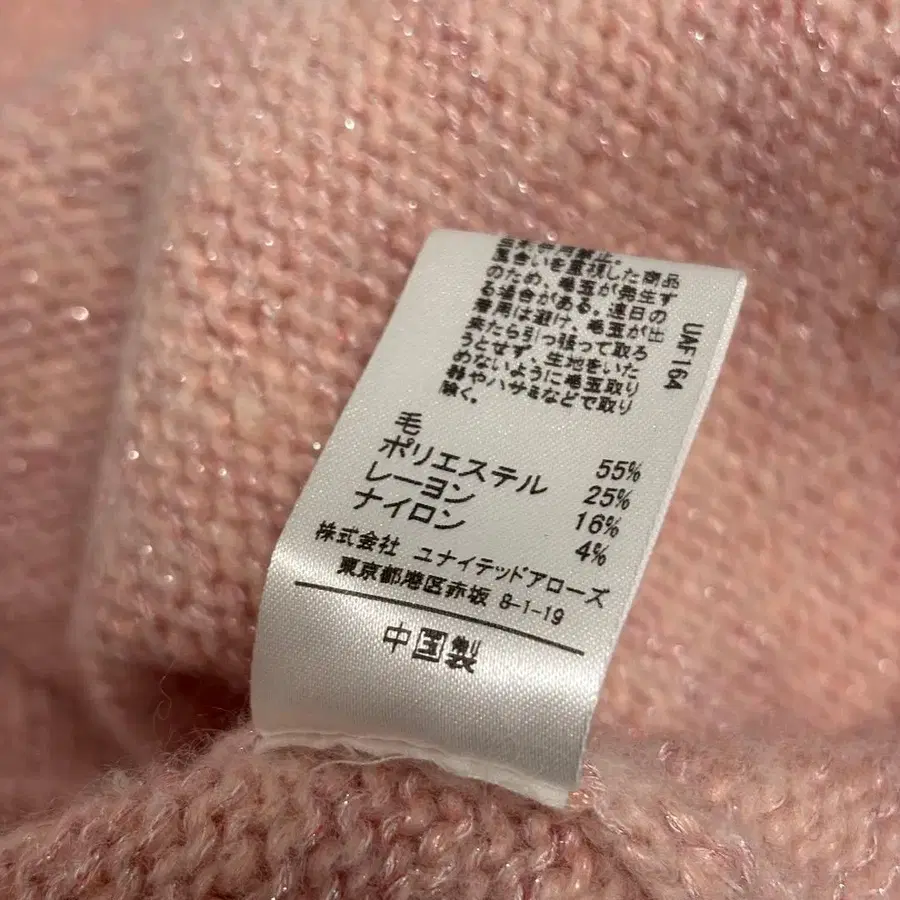 風合いを重視した商品
のため、毛玉が発生す
る場合がある。連日の
着用は避け、毛玉が出
来たら引っ張って取る
うとせず、生地をいた
めないように毛玉取り
器やハサミなどで取り
除く。
UAF164
毛 55%
ポリエステル 25%
レーヨン 16%
ナイロン 4%
株式会社 ユナイテッドアローズ
東京都港区赤坂 8-1-19
中国製